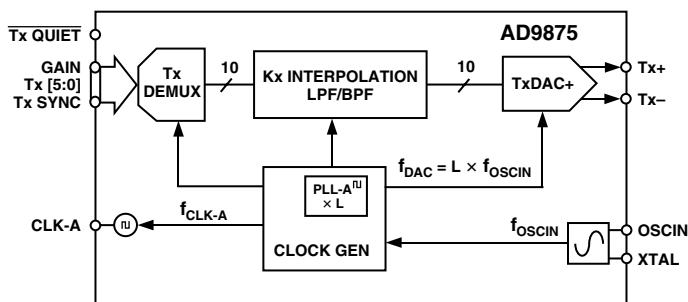 AD9875
Tx QUIET
GAIN
Tx [5:0]
Tx SYNC
Tx
DEMUX
10
Kx INTERPOLATION
LPF/BPF
10
TxDAC+
Tx+
Tx–
fDAC = L × fOSCIN
PLL-A
× L
CLOCK GEN
CLK-A
fCLK-A
fOSCIN
OSCIN
XTAL